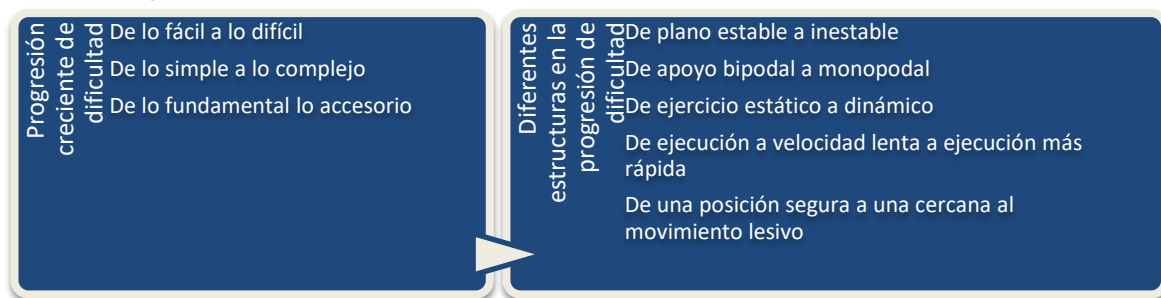 Progresión
creciente de
dificultad
De lo fácil a lo difícil
De lo simple a lo complejo
De lo fundamental lo accesorio
Diferentes
estructuras en la
progresión de
dificultad
De plano estable a inestable
De apoyo bipodal a monopodal
De ejercicio estático a dinámico
De ejecución a velocidad lenta a ejecución más
rápida
De una posición segura a una cercana al
movimiento lesivo